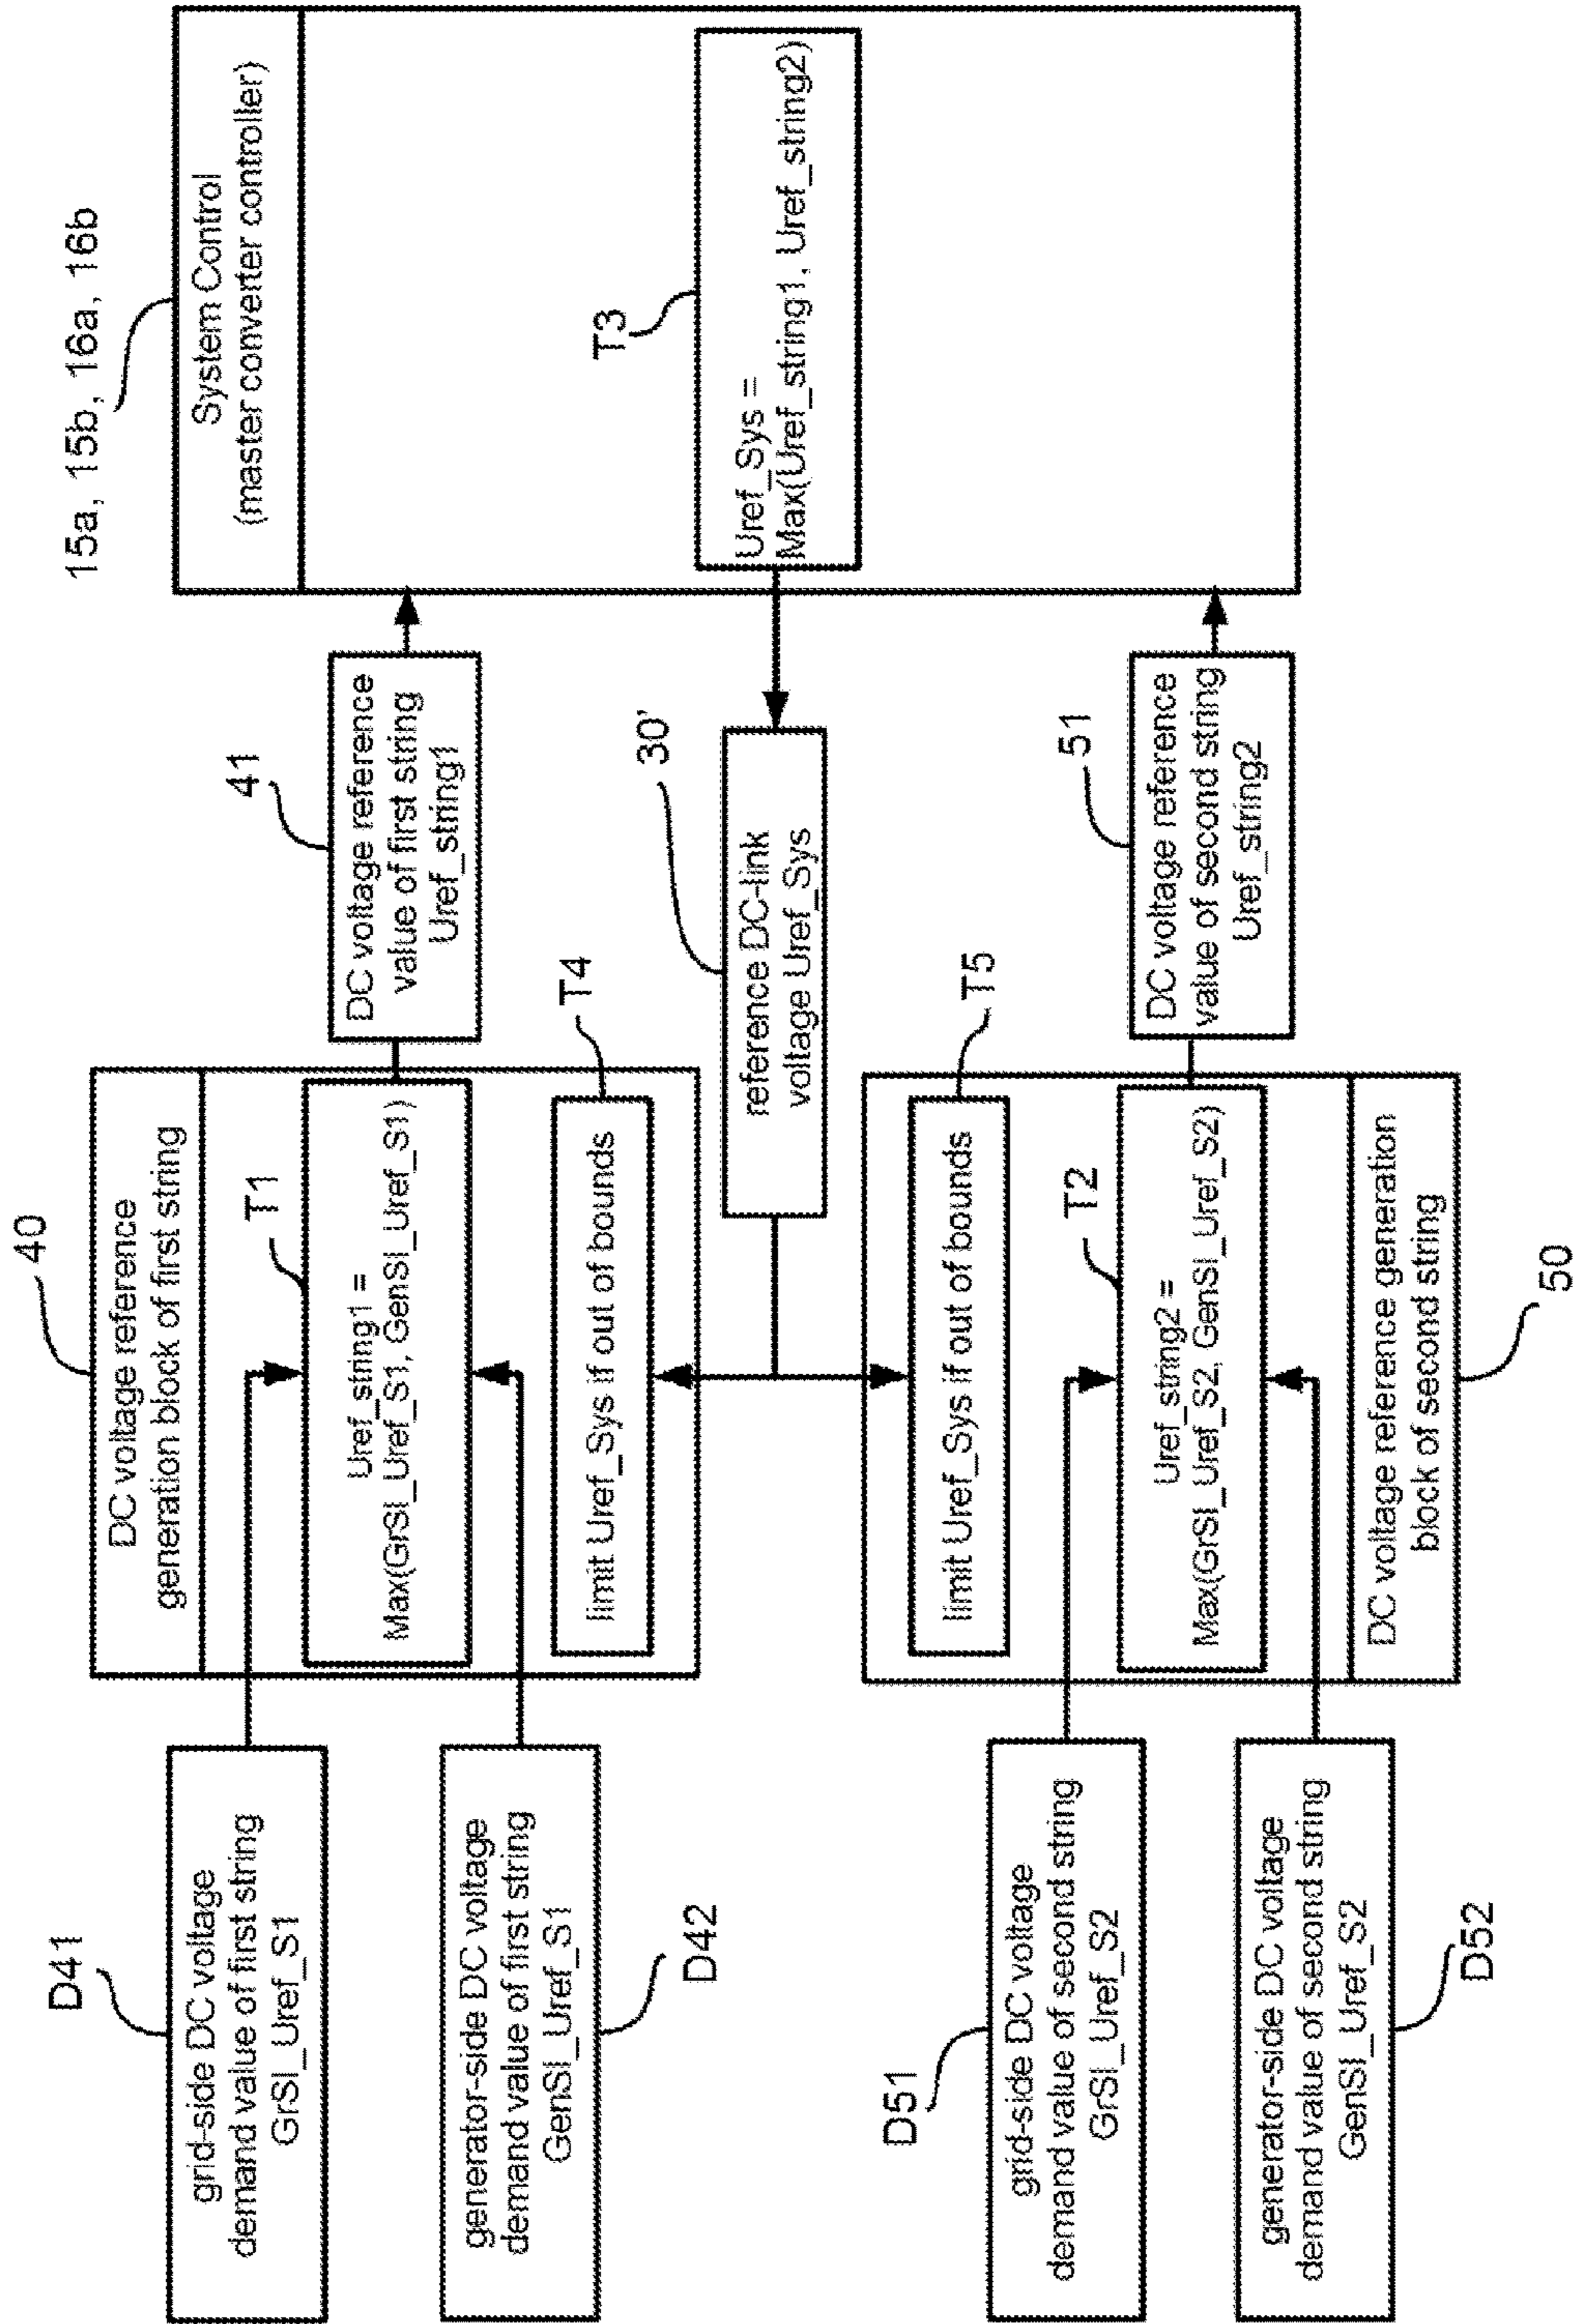 D41
grid-side DC voltage
demand value of first string
GrSI_Uref_S1
generator-side DC voltage
demand value of first string
GenSI_Uref_S1
D42
D51
grid-side DC voltage
demand value of second string
GrSI_Uref_S2
generator-side DC voltage
demand value of second string
GenSI_Uref_S2
D52
40
DC voltage reference
generation block of first string
T1
Uref_string1 =
Max(GrSI_Uref_S1, GenSI_Uref_S1)
limit Uref_Sys if out of bounds
T4
limit Uref_Sys if out of bounds
T5
T2
Uref_string2 =
Max(GrSI_Uref_S2, GenSI_Uref_S2)
DC voltage reference generation
block of second string
50
41
DC voltage reference
value of first string
Uref_string1
30'
reference DC-link
voltage Uref_Sys
51
DC voltage reference
value of second string
Uref_string2
15a, 15b, 16a, 16b
System Control
(master converter controller)
T3
Uref_Sys =
Max(Uref_string1, Uref_string2)